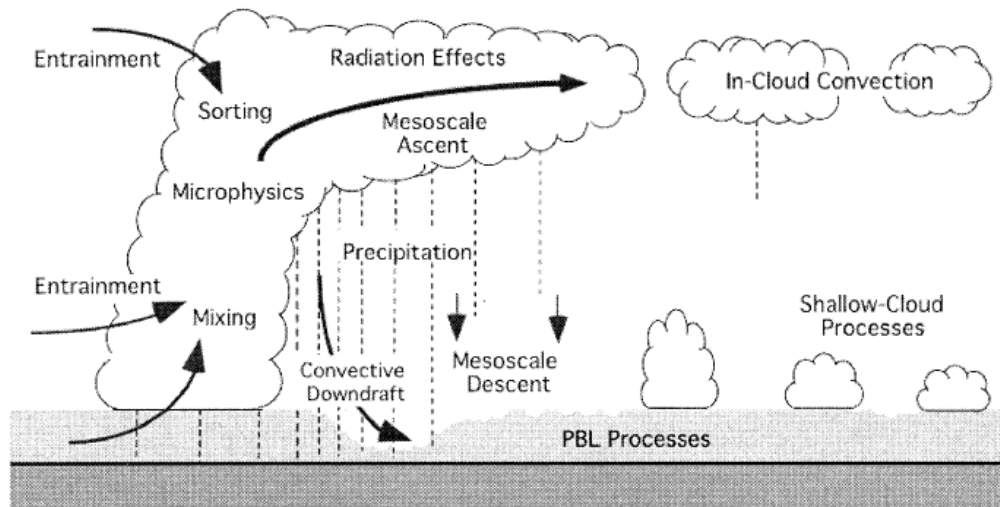 Entrainment
Radiation Effects
Sorting
In-Cloud Convection
Mesoscale
Ascent
Microphysics
Precipitation
Entrainment
Mixing
Shallow-Cloud
Processes
Convective
Downdraft
Mesoscale
Descent
PBL Processes